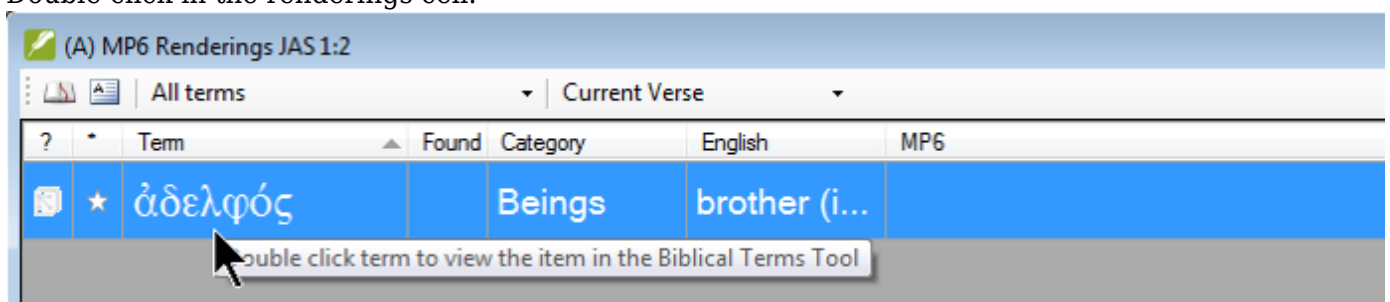 Double-click in the renderings cell.
(A) MP6 Renderings JAS 1:2
All terms Current Verse
? * Term Found Category English MP6
ἀδελφός Beings brother (i...
ouble click term to view the item in the Biblical Terms Tool